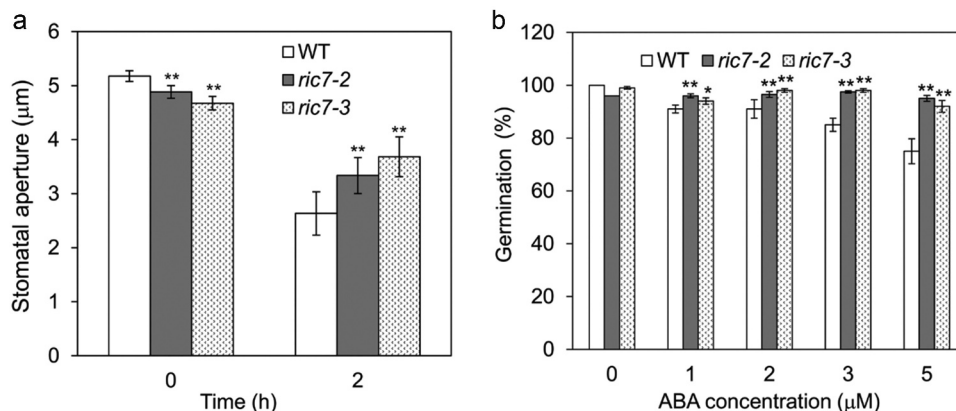 a
6
5
4
3
2
1
0
Stomatal aperture (μm)
WT
ric7-2
ric7-3
** **
** **
0 2
Time (h)
b
120
100
80
60
40
20
0
Germination (%)
WT ric7-2 ric7-3
** *
** **
** **
** **
0 1 2 3 5
ABA concentration (μM)